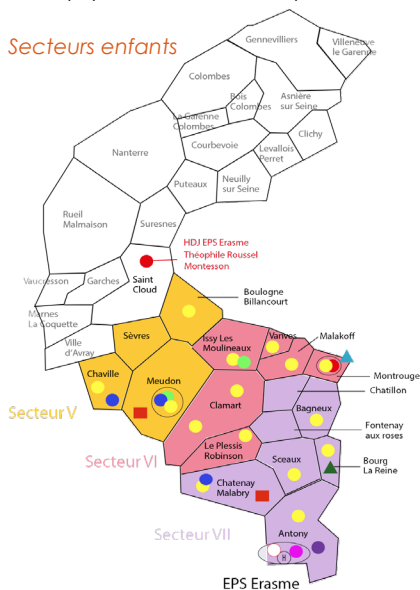 Secteurs enfants
Gennevilliers
Villeneuve
la Garenne
Colombes
Bois
Colombes
Asnière
sur Seine
La Garenne
Colombes
Clichy
Courbevoie
Levallois
Perret
Nanterre
Puteaux
Neuilly
sur Seine
Rueil
Malmaison
Suresnes
HDJ EPS Erasme
Théophile Roussel
Montesson
Vaucresson
Garches
Saint
Cloud
Boulogne
Billancourt
Marnes
La Coquette
Ville
d'Avray
Sèvres
Issy Les
Moulineaux
Vanves
Malakoff
Montrouge
Chaville
Meudon
Chatillon
Secteur V
Clamart
Bagneux
Fontenay
aux roses
Le Plessis
Robinson
Secteur VI
Sceaux
Bourg
La Reine
Chatenay
Malabry
Secteur VII
Antony
H
EPS Erasme